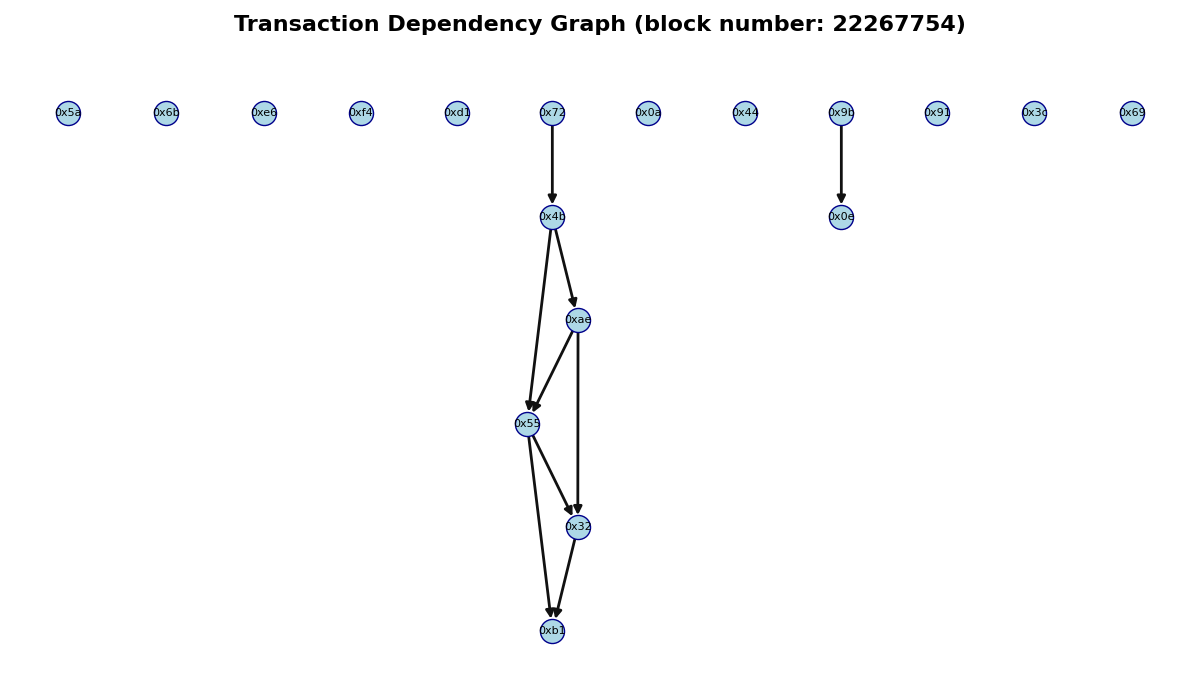 Transaction Dependency Graph (block number: 22267754)
0x5a 0x6b 0xe6 0xf4 0xd1 0x72 0x0a 0x44 0x9b 0x91 0x3c 0x69
0x4b 0x0e
0xae
0x55
0x32
0xb1